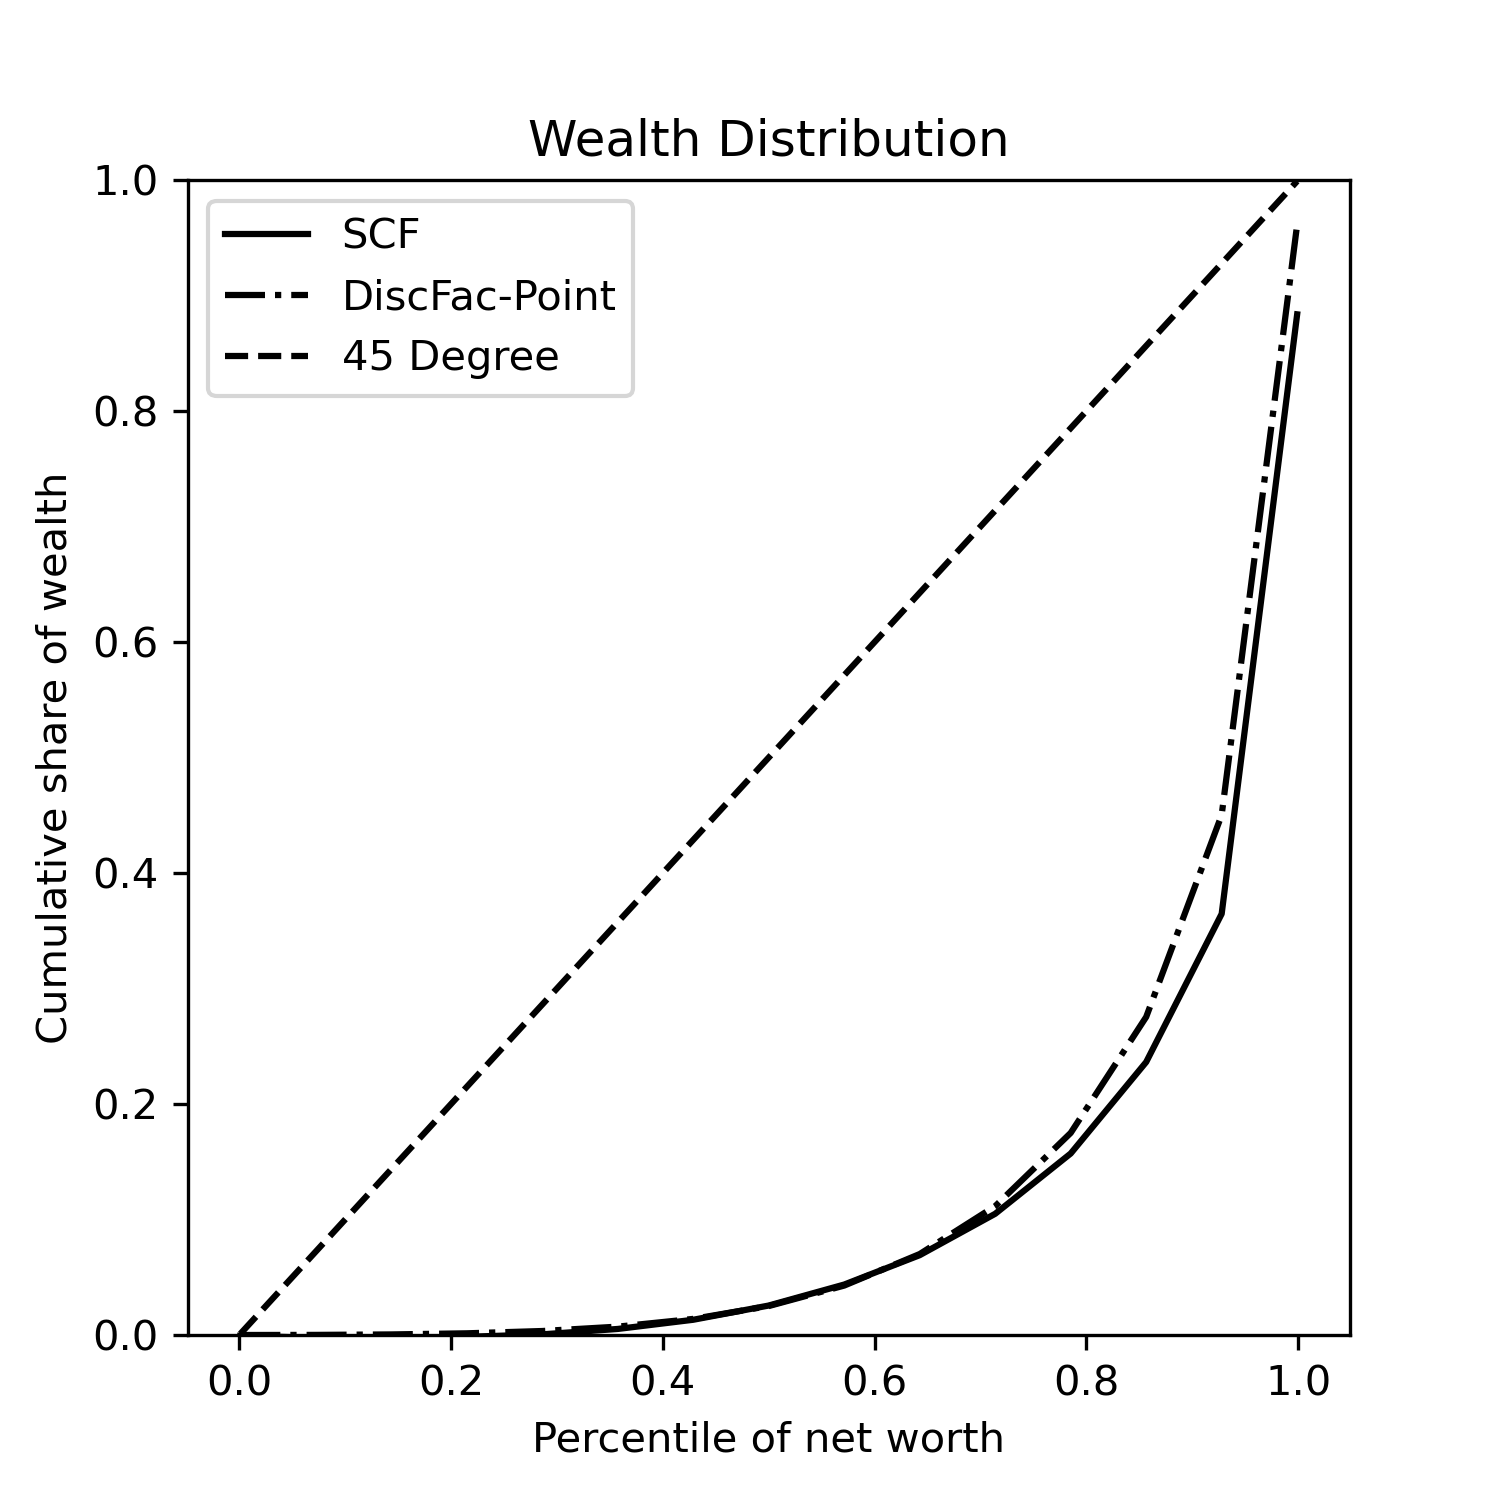 Wealth Distribution
1.0
0.8
0.6
0.4
0.2
0.0
SCF
DiscFac-Point
45 Degree
Cumulative share of wealth
0.0 0.2 0.4 0.6 0.8 1.0
Percentile of net worth